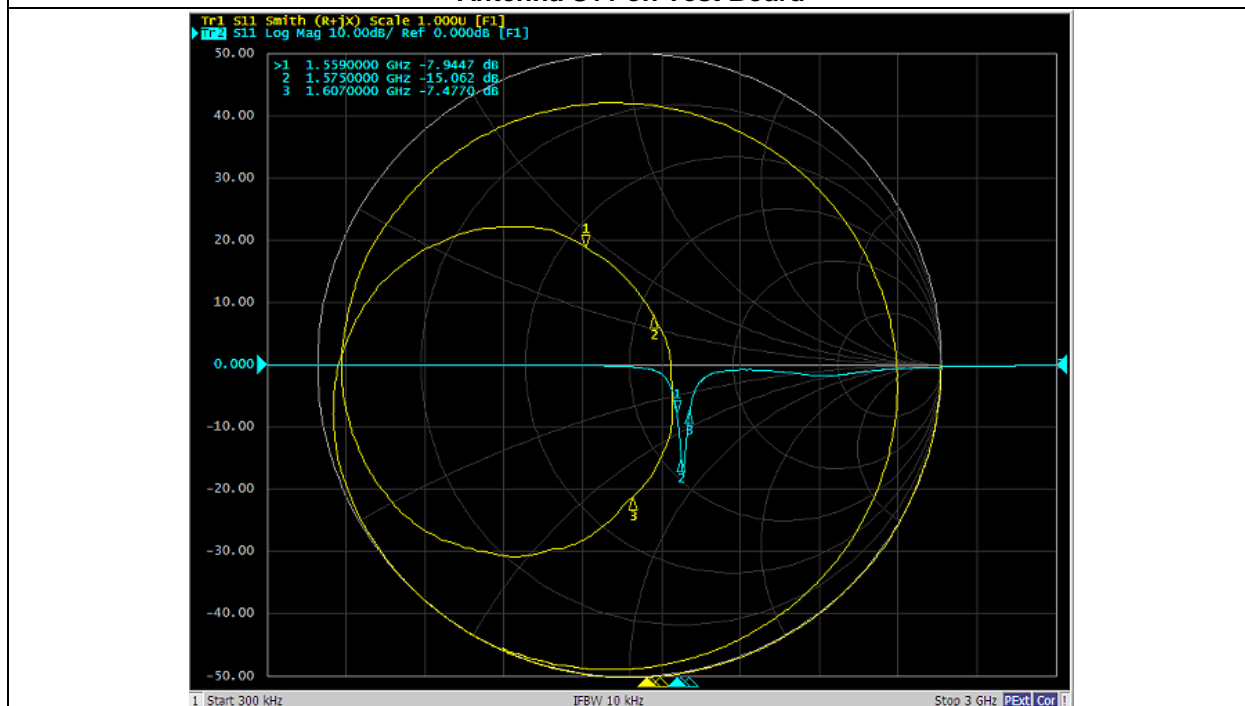 Tr1 S11 Smith (R+jX) Scale 1.000U [F1]
Tr2 S11 Log Mag 10.00dB/ Ref 0.000dB [F1]
50.00
>1 1.5590000 GHz -7.9447 dB
2 1.5750000 GHz -15.062 dB
3 1.6070000 GHz -7.4770 dB
40.00
30.00
20.00
10.00
0.000
-10.00
-20.00
-30.00
-40.00
-50.00
1
2
3
1
2
3
1 Start 300 kHz IFBW 10 kHz Stop 3 GHz PExt Cor !